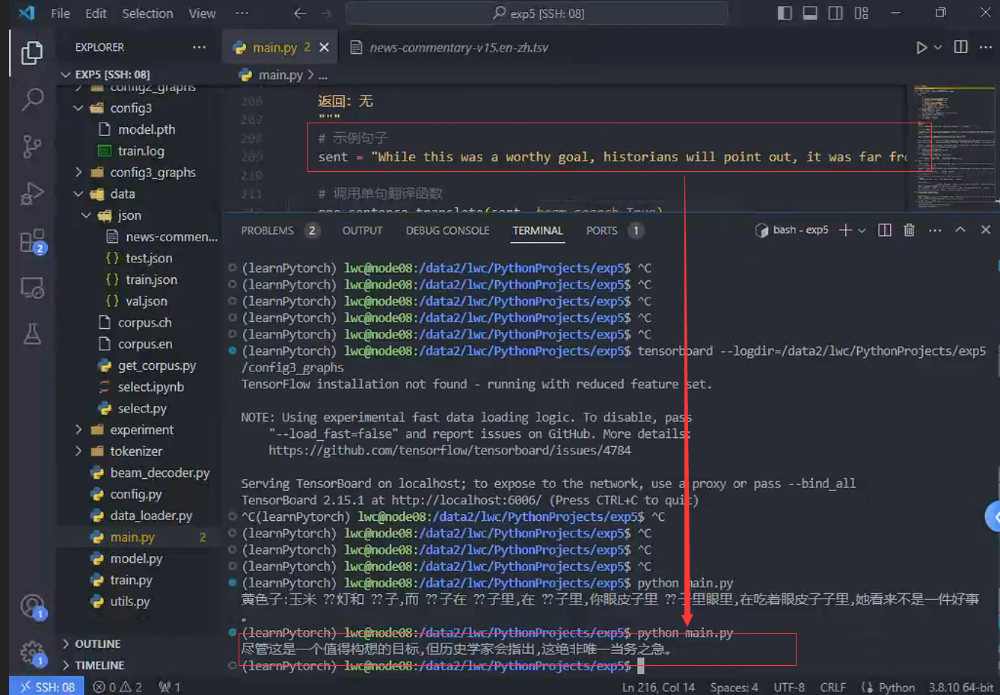 File Edit Selection View ··· exp5 [SSH: 08]
EXPLORER ··· main.py 2 news-commentary-v15.en-zh.tsv
EXP5 [SSH: 08]
config2_graphs
config3
model.pth
train.log
config3_graphs
data
json
news-commen...
test.json
train.json
val.json
corpus.ch
corpus.en
get_corpus.py
select.ipynb
select.py
experiment
tokenizer
beam_decoder.py
config.py
data_loader.py
main.py 2
model.py
train.py
utils.py
OUTLINE
TIMELINE
2
1
1
main.py > ...
206 返回: 无
207 """
208 # 示例句子
209 sent = "While this was a worthy goal, historians will point out, it was far fr
210
211 # 调用单句翻译函数
one_sentence_translate(sent, beam_search=True)
PROBLEMS 2 OUTPUT DEBUG CONSOLE TERMINAL PORTS 1 bash - exp5
(learnPytorch) lwc@node08:/data2/lwc/PythonProjects/exp5$ ^C
(learnPytorch) lwc@node08:/data2/lwc/PythonProjects/exp5$ ^C
(learnPytorch) lwc@node08:/data2/lwc/PythonProjects/exp5$ ^C
(learnPytorch) lwc@node08:/data2/lwc/PythonProjects/exp5$ ^C
(learnPytorch) lwc@node08:/data2/lwc/PythonProjects/exp5$ ^C
(learnPytorch) lwc@node08:/data2/lwc/PythonProjects/exp5$ tensorboard --logdir=/data2/lwc/PythonProjects/exp5
/config3_graphs
TensorFlow installation not found - running with reduced feature set.
NOTE: Using experimental fast data loading logic. To disable, pass
"--load_fast=false" and report issues on GitHub. More details:
https://github.com/tensorflow/tensorboard/issues/4784
Serving TensorBoard on localhost; to expose to the network, use a proxy or pass --bind_all
TensorBoard 2.15.1 at http://localhost:6006/ (Press CTRL+C to quit)
^C(learnPytorch) lwc@node08:/data2/lwc/PythonProjects/exp5$ ^C
(learnPytorch) lwc@node08:/data2/lwc/PythonProjects/exp5$ ^C
(learnPytorch) lwc@node08:/data2/lwc/PythonProjects/exp5$ ^C
(learnPytorch) lwc@node08:/data2/lwc/PythonProjects/exp5$ ^C
(learnPytorch) lwc@node08:/data2/lwc/PythonProjects/exp5$ python main.py
黄色子:玉米 ⁇灯和 ⁇子,而 ⁇子在 ⁇子里,在 ⁇子里,你眼皮子里 ⁇子里眼里,在吃着眼皮子子里,她看来不是一件好事
。
(learnPytorch) lwc@node08:/data2/lwc/PythonProjects/exp5$ python main.py
尽管这是一个值得构想的目标,但历史学家会指出,这绝非唯一当务之急。
(learnPytorch) lwc@node08:/data2/lwc/PythonProjects/exp5$
SSH: 08 0 2 1 Ln 216, Col 14 Spaces: 4 UTF-8 CRLF Python 3.8.10 64-bit